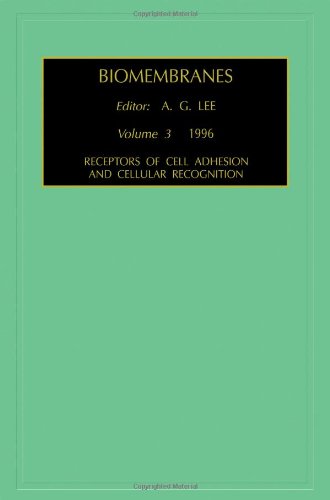 BIOMEMBRANES
Editor: A. G. LEE
Volume 3 1996
RECEPTORS OF CELL ADHESION
AND CELLULAR RECOGNITION